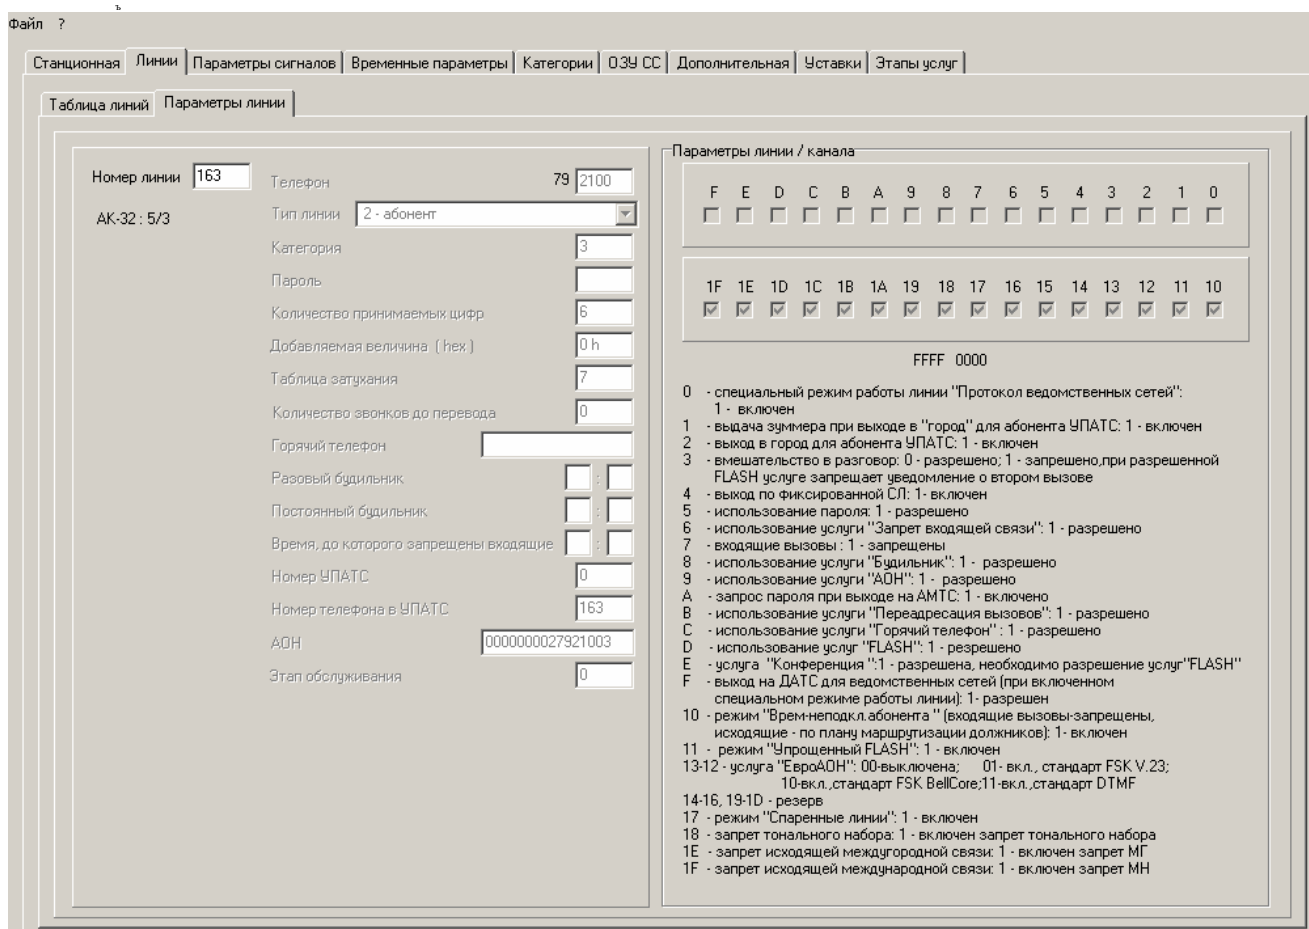 ъ
Файл ?
Станционная Линии Параметры сигналов Временные параметры Категории ОЗУ СС Дополнительная Уставки Этапы услуг
Таблица линий Параметры линии
Номер линии 163
АК-32 : 5/3
Телефон 79 2100
Тип линии 2 - абонент
Категория 3
Пароль
Количество принимаемых цифр 6
Добавляемая величина ( hex ) 0 h
Таблица затухания 7
Количество звонков до перевода 0
Горячий телефон
Разовый будильник :
Постоянный будильник :
Время, до которого запрещены входящие :
Номер УПАТС 0
Номер телефона в УПАТС 163
АОН 0000000027921003
Этап обслуживания 0
Параметры линии / канала
F E D C B A 9 8 7 6 5 4 3 2 1 0
1F 1E 1D 1C 1B 1A 19 18 17 16 15 14 13 12 11 10
FFFF 0000
0 - специальный режим работы линии "Протокол ведомственных сетей":
1 - включен
1 - выдача зуммера при выходе в "город" для абонента УПАТС: 1 - включен
2 - выход в город для абонента УПАТС: 1 - включен
3 - вмешательство в разговор: 0 - разрешено; 1 - запрещено,при разрешенной
FLASH услуге запрещает уведомление о втором вызове
4 - выход по фиксированной СЛ: 1- включен
5 - использование пароля: 1 - разрешено
6 - использование услуги "Запрет входящей связи": 1 - разрешено
7 - входящие вызовы : 1 - запрещены
8 - использование услуги "Будильник": 1 - разрешено
9 - использование услуги "АОН": 1 - разрешено
A - запрос пароля при выходе на АМТС: 1 - включено
B - использование услуги "Переадресация вызовов": 1 - разрешено
C - использование услуги "Горячий телефон" : 1 - разрешено
D - использование услуг "FLASH": 1 - резрешено
E - услуга "Конференция ":1 - разрешена, необходимо разрешение услуг"FLASH"
F - выход на ДАТС для ведомственных сетей (при включенном
специальном режиме работы линии): 1- разрешен
10 - режим "Врем-неподкл.абонента " (входящие вызовы-запрещены,
исходящие - по плану маршрутизации должников): 1- включен
11 - режим "Упрощенный FLASH": 1 - включен
13-12 - услуга "ЕвроАОН": 00-выключена; 01- вкл., стандарт FSK V.23;
10-вкл.,стандарт FSK BellCore;11-вкл.,стандарт DTMF
14-16, 19-1D - резерв
17 - режим "Спаренные линии": 1 - включен
18 - запрет тонального набора: 1 - включен запрет тонального набора
1E - запрет исходящей междугородной связи: 1 - включен запрет МГ
1F - запрет исходящей международной связи: 1 - включен запрет МН